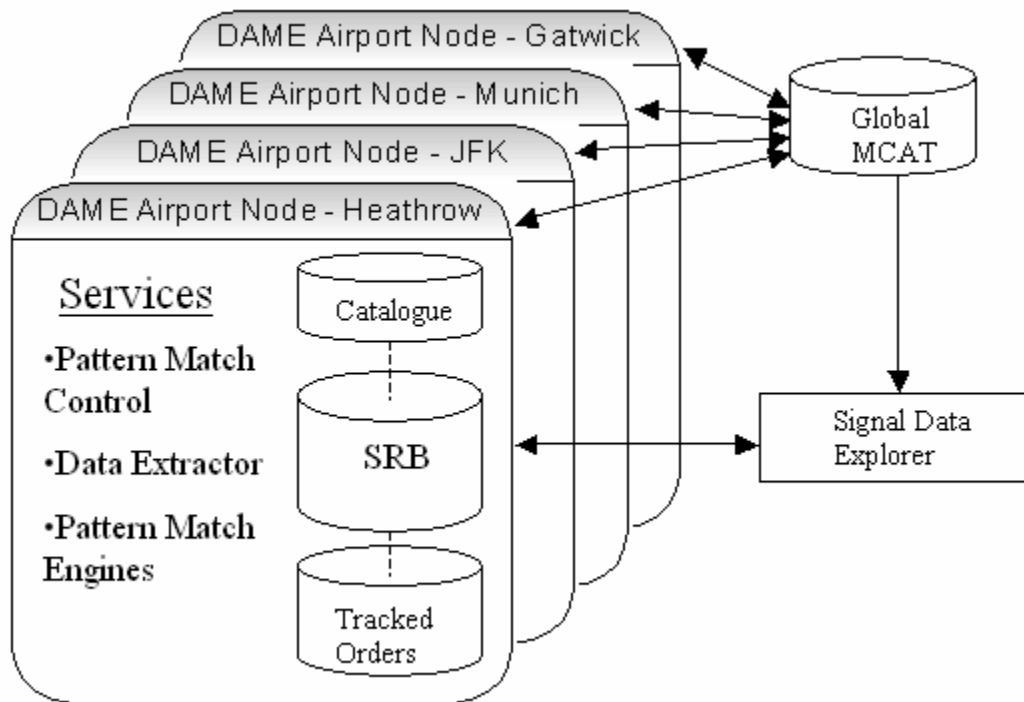 DAME Airport Node - Gatwick
DAME Airport Node - Munich
DAME Airport Node - JFK
DAME Airport Node - Heathrow
Global
MCAT
Services
•Pattern Match
Control
•Data Extractor
•Pattern Match
Engines
Catalogue
SRB
Tracked
Orders
Signal Data
Explorer